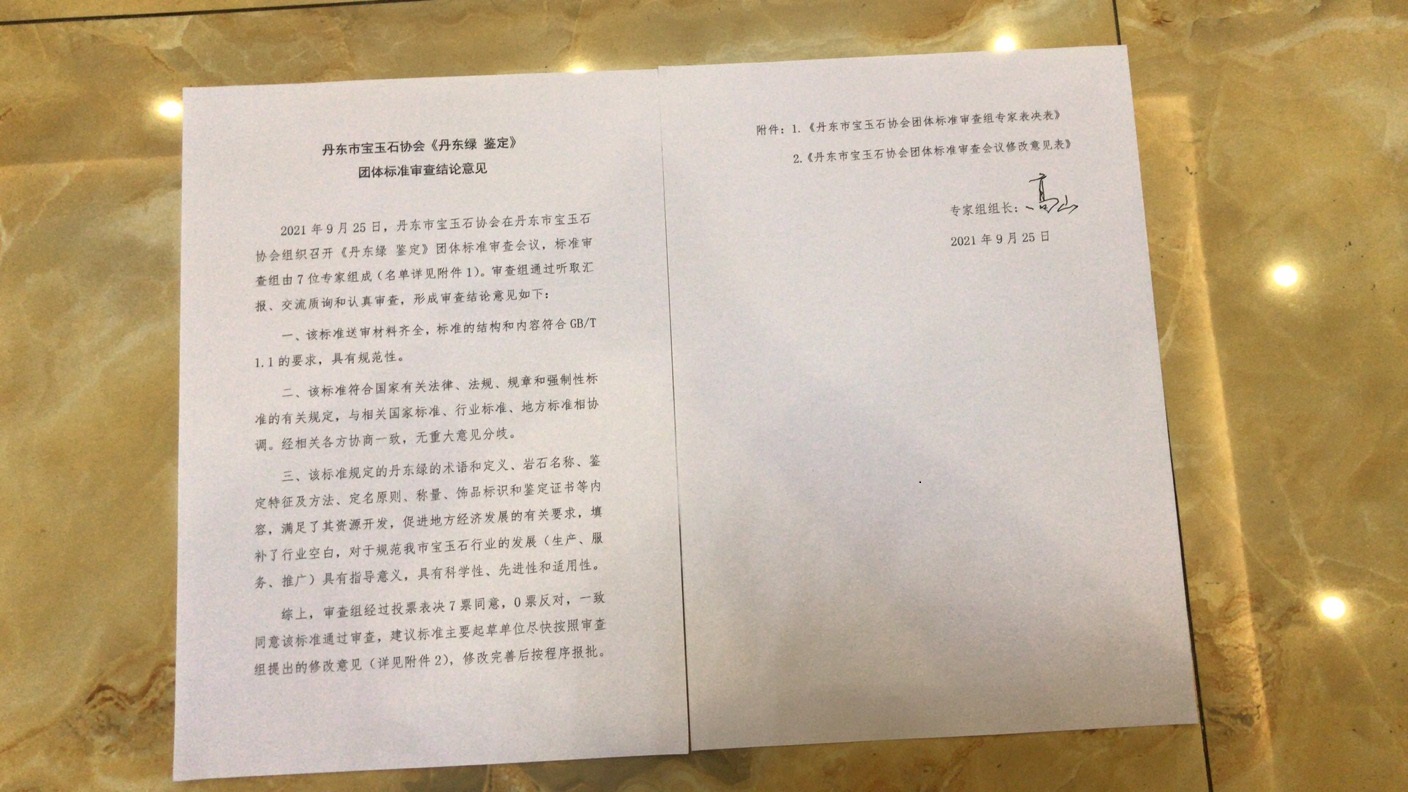 丹东市宝玉石协会《丹东绿 鉴定》
团体标准审查结论意见
2021 年 9 月 25 日，丹东市宝玉石协会在丹东市宝玉石
协会组织召开《丹东绿 鉴定》团体标准审查会议，标准审
查组由 7 位专家组成（名单详见附件 1）。审查组通过听取汇
报、交流质询和认真审查，形成审查结论意见如下：
一、该标准送审材料齐全，标准的结构和内容符合 GB/T
1.1 的要求，具有规范性。
二、该标准符合国家有关法律、法规、规章和强制性标
准的有关规定，与相关国家标准、行业标准、地方标准相协
调。经相关各方协商一致，无重大意见分歧。
三、该标准规定的丹东绿的术语和定义、岩石名称、鉴
定特征及方法、定名原则、称量、饰品标识和鉴定证书等内
容，满足了其资源开发，促进地方经济发展的有关要求，填
补了行业空白，对于规范我市宝玉石行业的发展（生产、服
务、推广）具有指导意义，具有科学性、先进性和适用性。
综上，审查组经过投票表决 7 票同意，0 票反对，一致
同意该标准通过审查，建议标准主要起草单位尽快按照审查
组提出的修改意见（详见附件 2），修改完善后按程序报批。
附件：1.《丹东市宝玉石协会团体标准审查组专家表决表》
2.《丹东市宝玉石协会团体标准审查会议修改意见表》
专家组组长：高山
2021 年 9 月 25 日